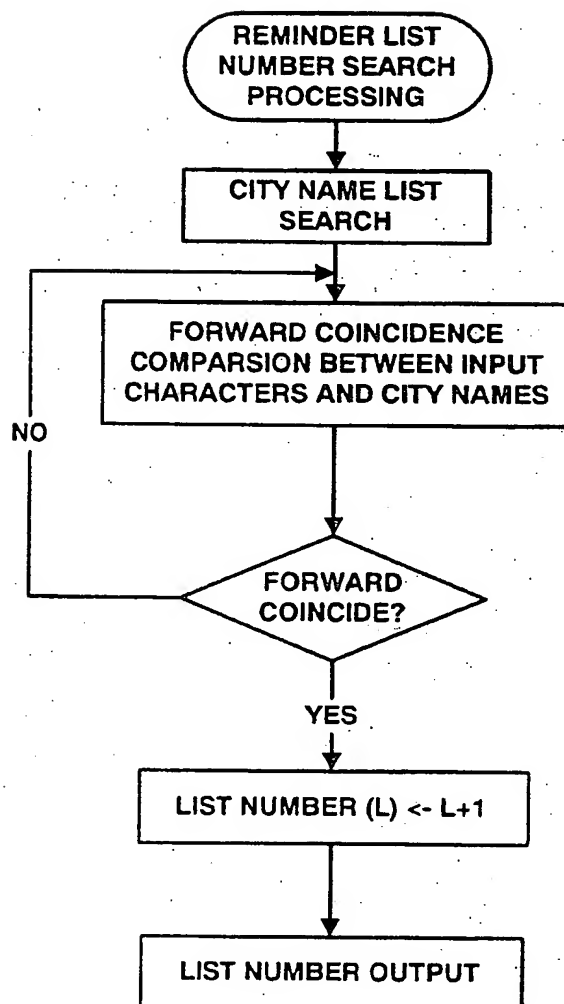 REMINDER LIST
NUMBER SEARCH
PROCESSING
CITY NAME LIST
SEARCH
FORWARD COINCIDENCE
COMPARSION BETWEEN INPUT
CHARACTERS AND CITY NAMES
NO
FORWARD
COINCIDE?
YES
LIST NUMBER (L) <- L+1
LIST NUMBER OUTPUT